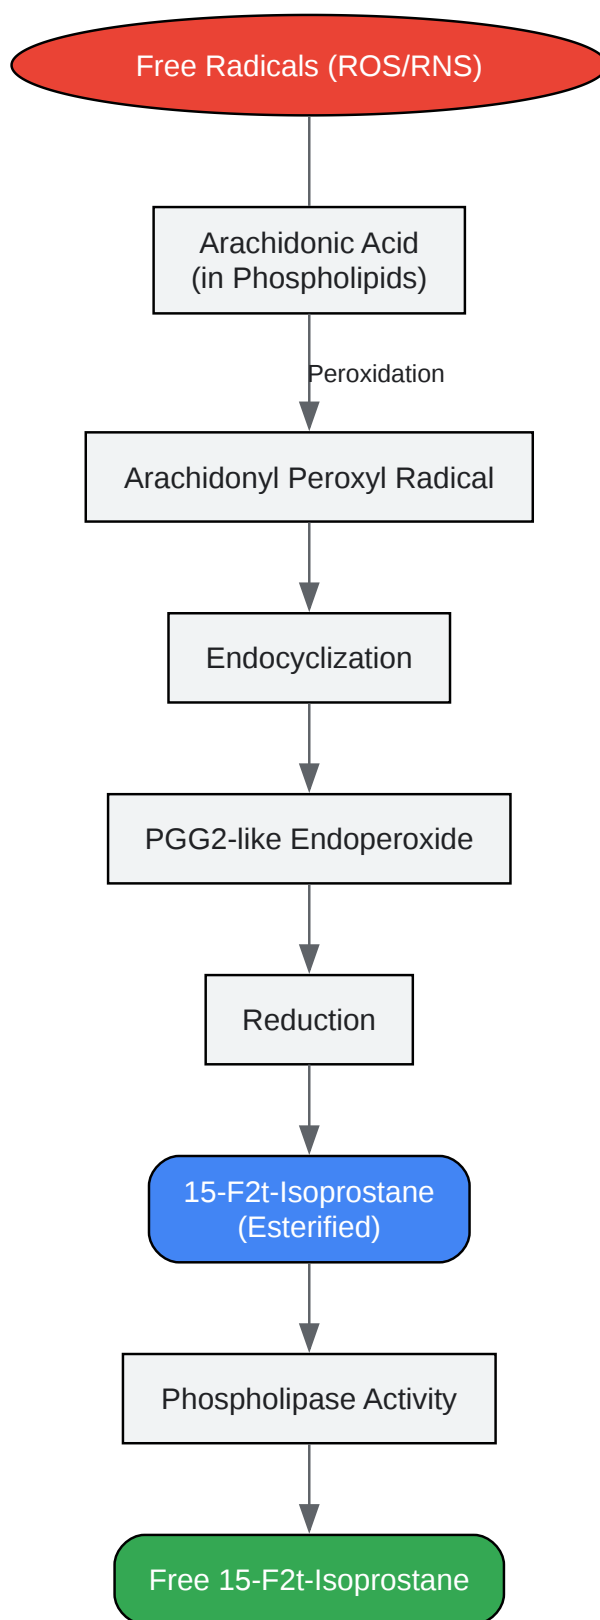 Free Radicals (ROS/RNS)
Arachidonic Acid
(in Phospholipids)
Peroxidation
Arachidonyl Peroxyl Radical
Endocyclization
PGG2-like Endoperoxide
Reduction
15-F2t-Isoprostane
(Esterified)
Phospholipase Activity
Free 15-F2t-Isoprostane